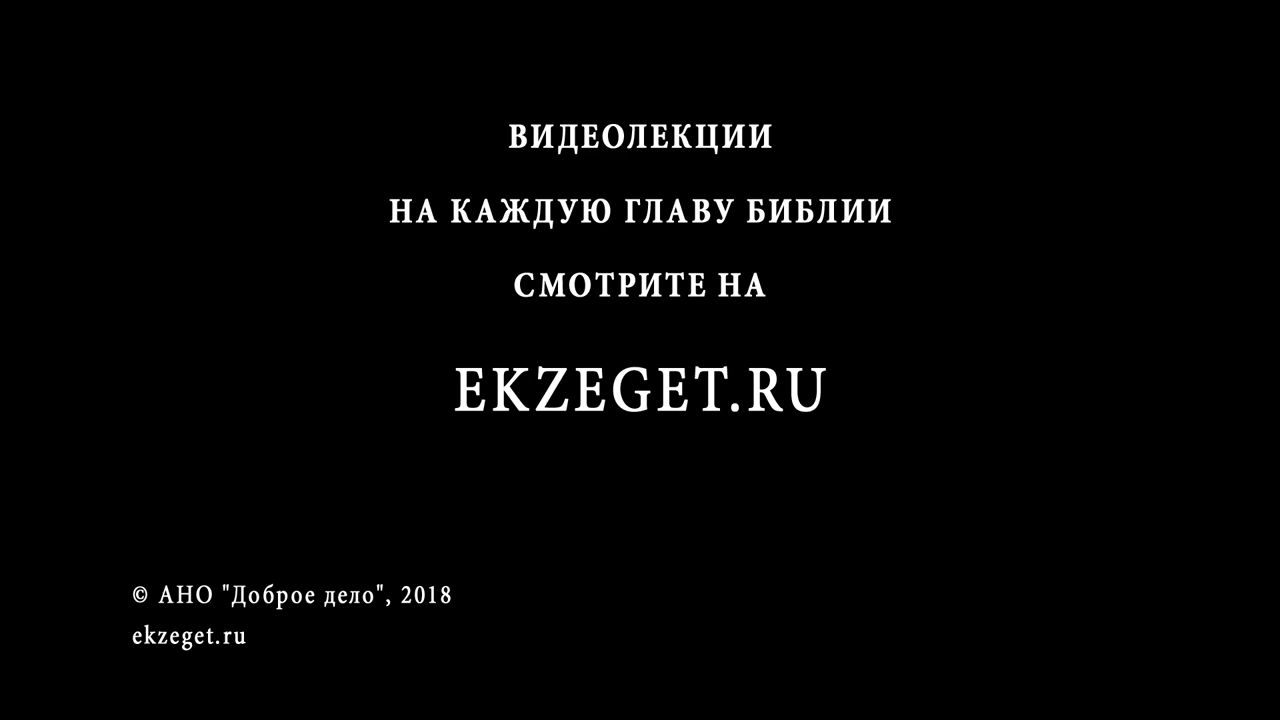 ВИДЕОЛЕКЦИИ
НА КАЖДУЮ ГЛАВУ БИБЛИИ
СМОТРИТЕ НА
EKZEGET.RU
© АНО "Доброе дело", 2018
ekzeget.ru